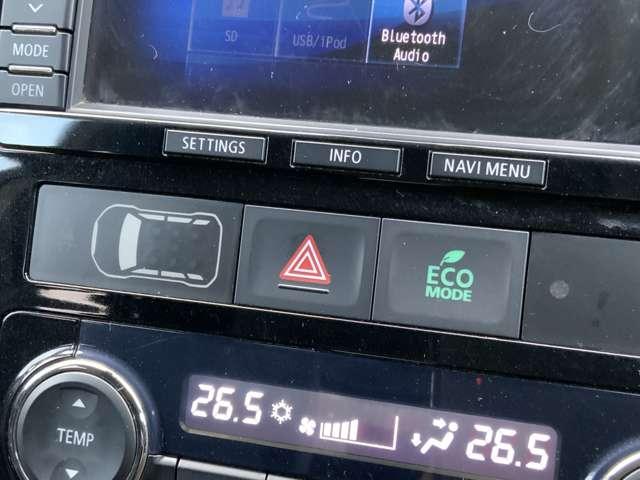 MODE
OPEN
SD
USB/iPod
Bluetooth
Audio
SETTINGS
INFO
NAVI MENU
ECO
MODE
26.5
26.5
TEMP